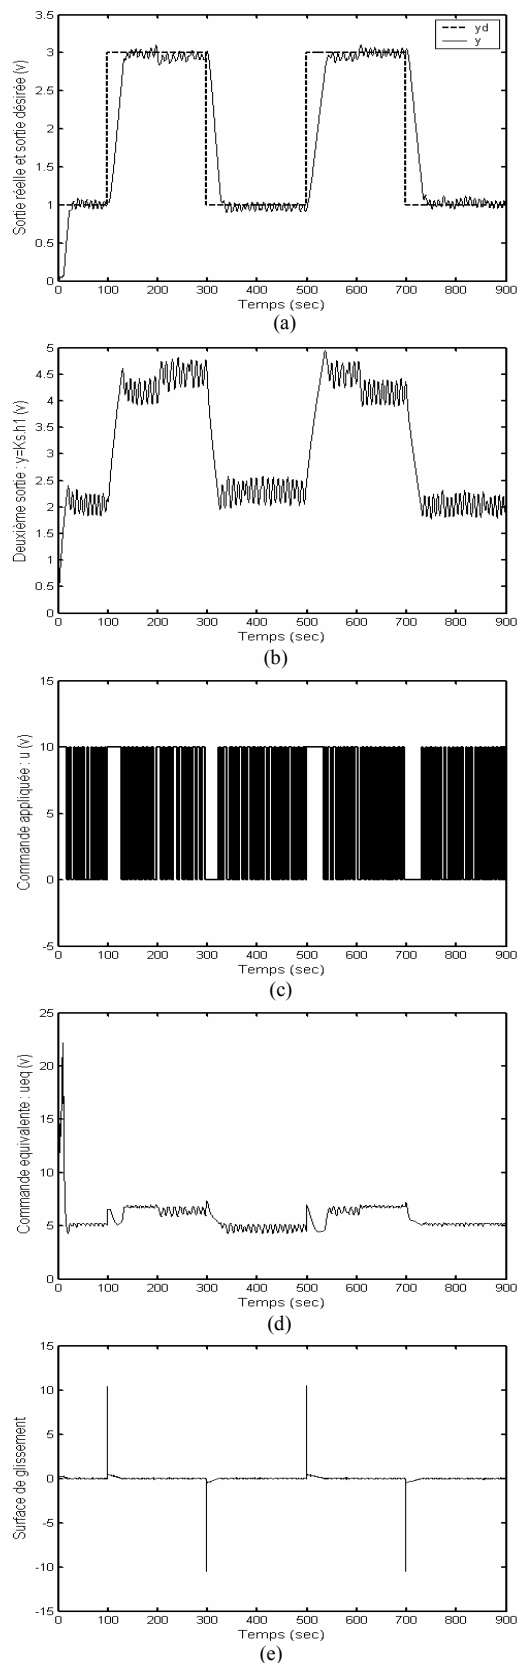 3.5
3
2.5
2
1.5
1
0.5
0
yd
y
Sortie réelle et sortie désirée (v)
0 100 200 300 400 500 600 700 800 900
Temps (sec)
(a)
5
4.5
4
3.5
3
2.5
2
1.5
1
0.5
0
Deuxième sortie : y=Ks.h1 (v)
0 100 200 300 400 500 600 700 800 900
Temps (sec)
(b)
15
10
5
0
-5
Commande appliquée : u (v)
0 100 200 300 400 500 600 700 800 900
Temps (sec)
(c)
25
20
15
10
5
0
Commande equivalente : ueq (v)
0 100 200 300 400 500 600 700 800 900
Temps (sec)
(d)
15
10
5
0
-5
-10
-15
Surface de glissement
0 100 200 300 400 500 600 700 800 900
Temps (sec)
(e)